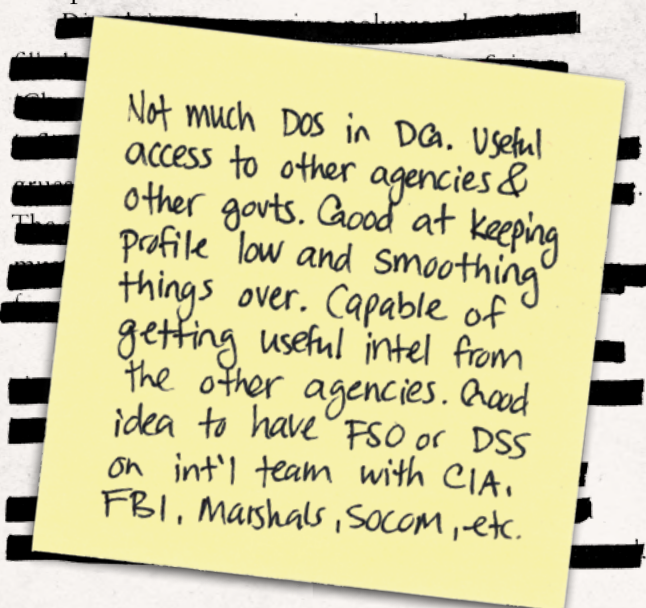 Not much DOS in DG. Useful
access to other agencies &
other govts. Good at keeping
profile low and smoothing
things over. Capable of
getting useful intel from
the other agencies. Good
idea to have FSO or DSS
on int'l team with CIA,
FBI, Marshals, SOCOM, etc.